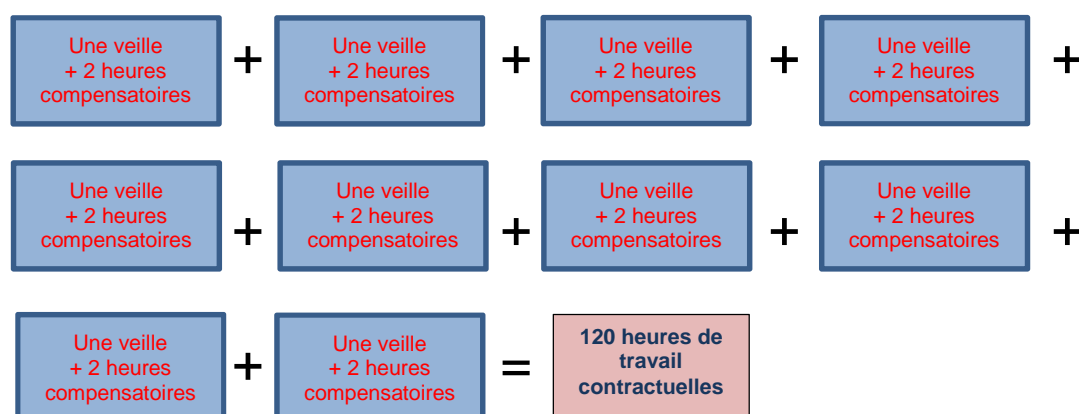 Une veille
+ 2 heures
compensatoires
+
Une veille
+ 2 heures
compensatoires
+
Une veille
+ 2 heures
compensatoires
+
Une veille
+ 2 heures
compensatoires
+
Une veille
+ 2 heures
compensatoires
+
Une veille
+ 2 heures
compensatoires
+
Une veille
+ 2 heures
compensatoires
+
Une veille
+ 2 heures
compensatoires
+
Une veille
+ 2 heures
compensatoires
+
Une veille
+ 2 heures
compensatoires
=
120 heures de
travail
contractuelles